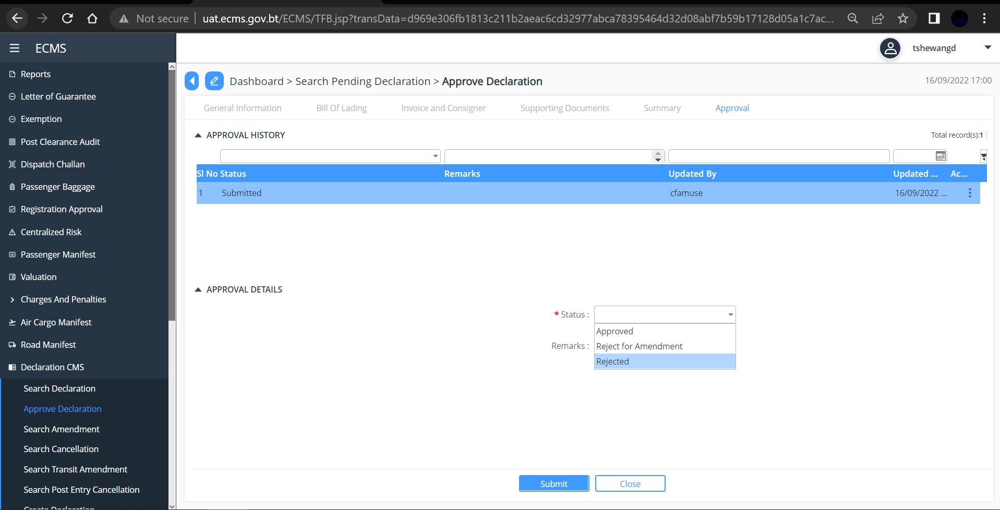 Not secure uat.ecms.gov.bt/ECMS/TFB.jsp?transData=d969e306fb1813c211b2aeac6cd32977abca78395464d32d08abf7b59b17128d05a1c7ac...
ECMS
tshewangd
Reports
Letter of Guarantee
Exemption
Post Clearance Audit
Dispatch Challan
Passenger Baggage
Registration Approval
Centralized Risk
Passenger Manifest
Valuation
Charges And Penalties
Air Cargo Manifest
Road Manifest
Declaration CMS
Search Declaration
Approve Declaration
Search Amendment
Search Cancellation
Search Transit Amendment
Search Post Entry Cancellation
Create Declaration
Dashboard > Search Pending Declaration > Approve Declaration
16/09/2022 17:00
General Information Bill Of Lading Invoice and Consigner Supporting Documents Summary Approval
APPROVAL HISTORY
Total record(s):1
Sl No Status Remarks Updated By Updated ... Ac...
1 Submitted cfamuse 16/09/2022 ...
APPROVAL DETAILS
* Status :
Approved
Remarks : Reject for Amendment
Rejected
Submit Close